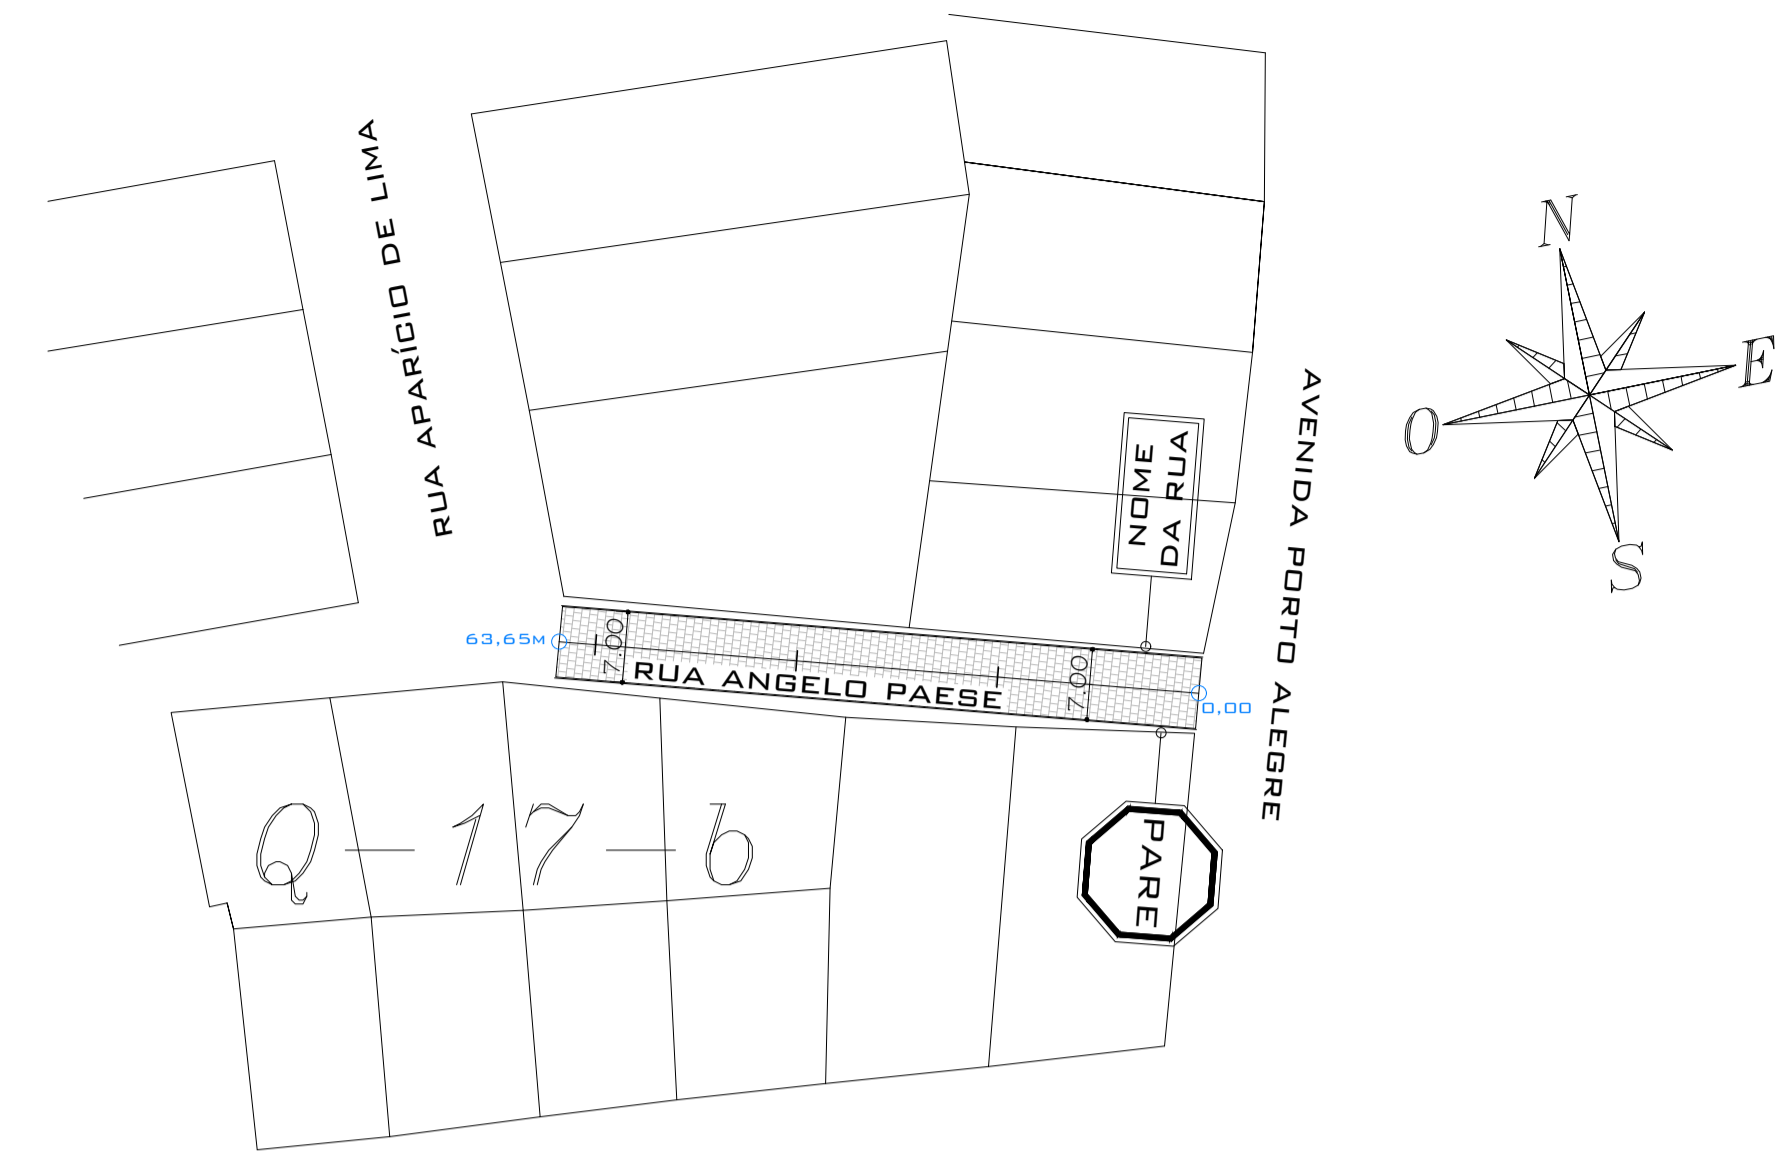 RUA APARÍCIO DE LIMA
N
E
O
S
AVENIDA PORTO ALEGRE
NOME
DA RUA
63,65M
7.00
RUA ANGELO PAESE
7.00
0,00
Q-17-b
PARE